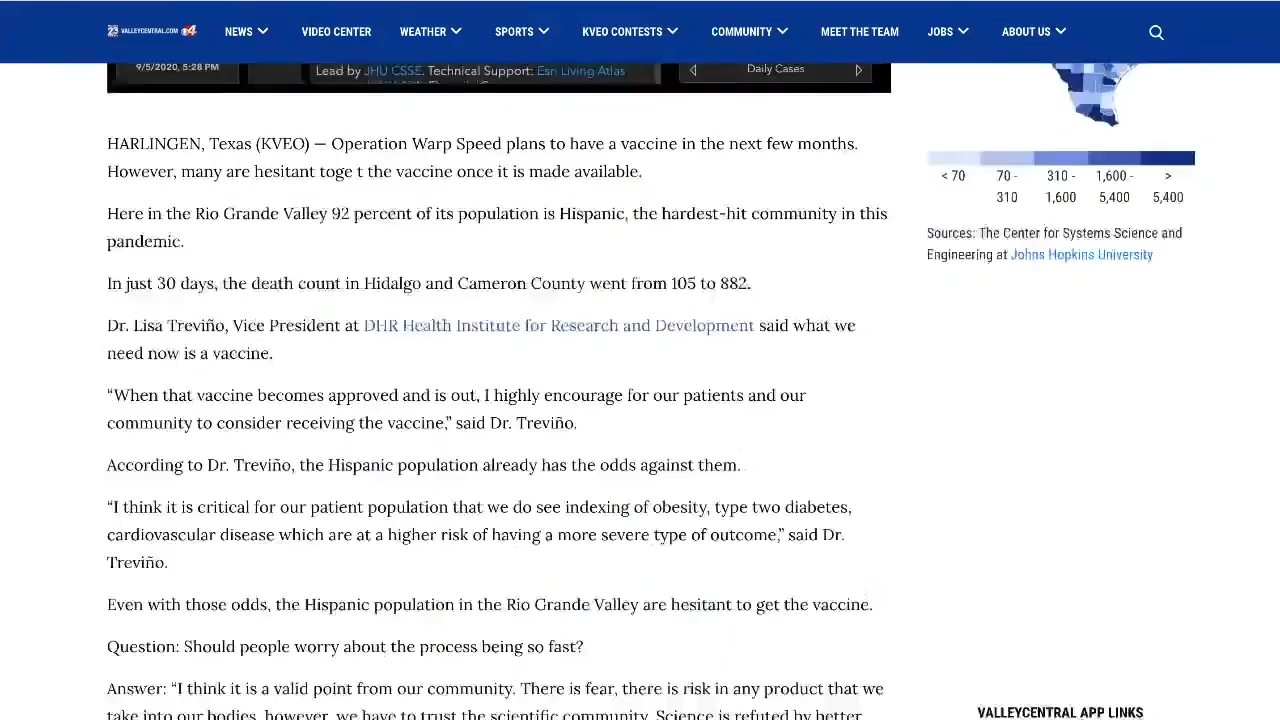 23 VALLEYCENTRAL.COM 4 NEWS VIDEO CENTER WEATHER SPORTS KVEO CONTESTS COMMUNITY MEET THE TEAM JOBS ABOUT US
9/5/2020, 5:28 PM
Lead by JHU CSSE. Technical Support: Esri Living Atlas
Daily Cases
HARLINGEN, Texas (KVEO) — Operation Warp Speed plans to have a vaccine in the next few months.
However, many are hesitant toge t the vaccine once it is made available.
Here in the Rio Grande Valley 92 percent of its population is Hispanic, the hardest-hit community in this
pandemic.
In just 30 days, the death count in Hidalgo and Cameron County went from 105 to 882.
Dr. Lisa Treviño, Vice President at DHR Health Institute for Research and Development said what we
need now is a vaccine.
“When that vaccine becomes approved and is out, I highly encourage for our patients and our
community to consider receiving the vaccine,” said Dr. Treviño.
According to Dr. Treviño, the Hispanic population already has the odds against them.
“I think it is critical for our patient population that we do see indexing of obesity, type two diabetes,
cardiovascular disease which are at a higher risk of having a more severe type of outcome,” said Dr.
Treviño.
Even with those odds, the Hispanic population in the Rio Grande Valley are hesitant to get the vaccine.
Question: Should people worry about the process being so fast?
Answer: “I think it is a valid point from our community. There is fear, there is risk in any product that we
take into our bodies, however, we have to trust the scientific community. Science is refuted by better
< 70 70 - 310 - 1,600 - >
310 1,600 5,400 5,400
Sources: The Center for Systems Science and
Engineering at Johns Hopkins University
VALLEYCENTRAL APP LINKS